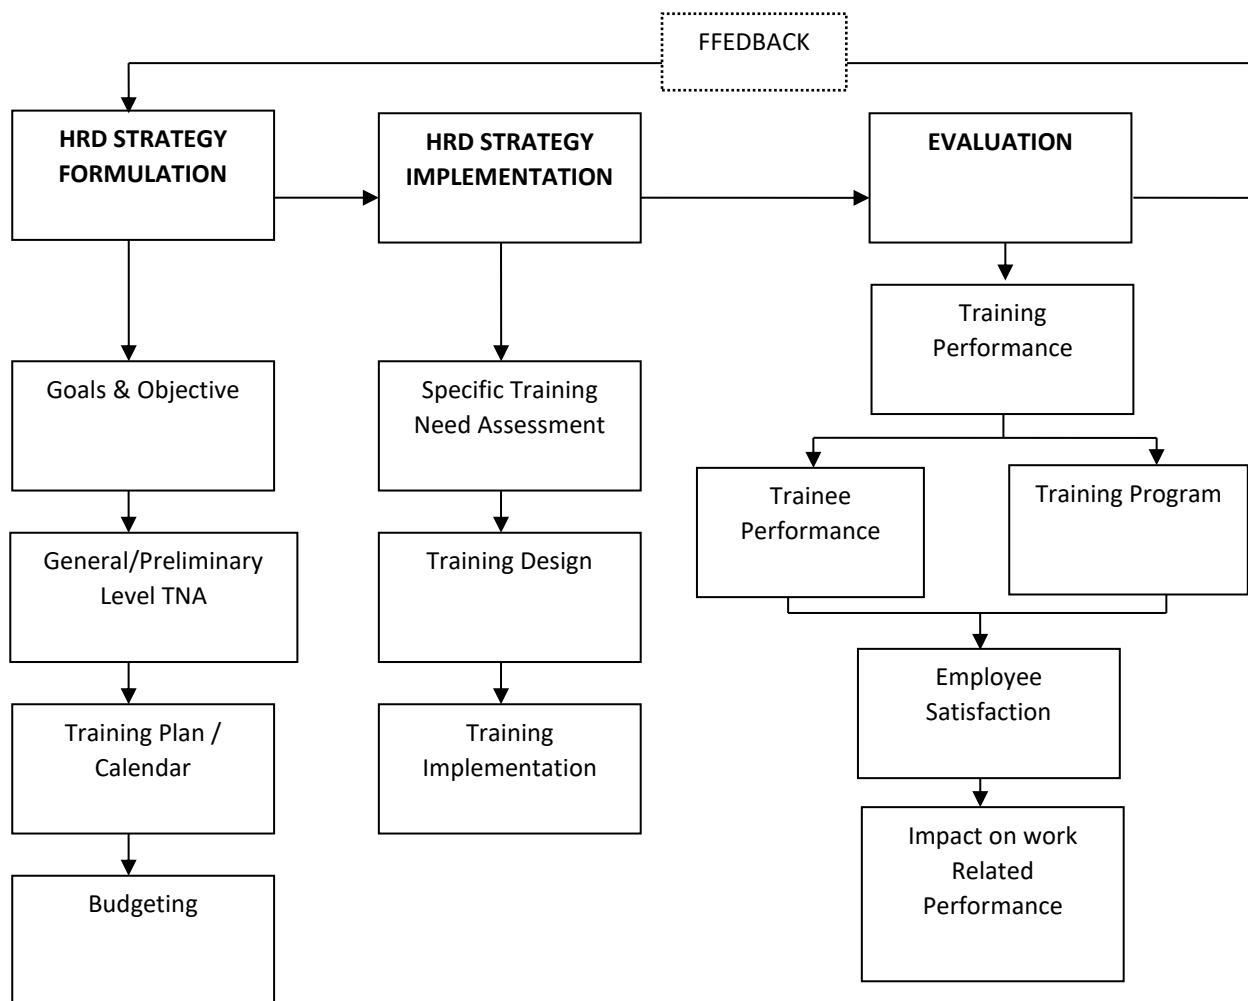 FFEDBACK
HRD STRATEGY
FORMULATION
HRD STRATEGY
IMPLEMENTATION
EVALUATION
Training
Performance
Goals & Objective
Specific Training
Need Assessment
Trainee
Performance
Training Program
General/Preliminary
Level TNA
Training Design
Employee
Satisfaction
Training Plan /
Calendar
Training
Implementation
Impact on work
Related
Performance
Budgeting